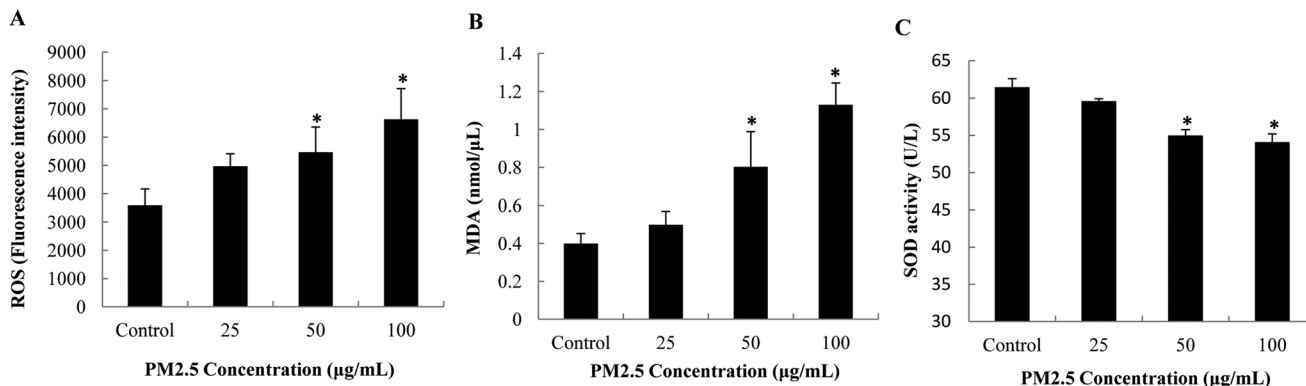 A
ROS (Fluorescence intensity)
9000
8000
7000
6000
5000
4000
3000
2000
1000
0
*
*
Control 25 50 100
PM2.5 Concentration (µg/mL)
B
MDA (nmol/µL)
1.4
1.2
1
0.8
0.6
0.4
0.2
0
*
*
Control 25 50 100
PM2.5 Concentration (µg/mL)
C
SOD activity (U/L)
65
60
55
50
45
40
35
30
*
*
Control 25 50 100
PM2.5 Concentration (µg/mL)